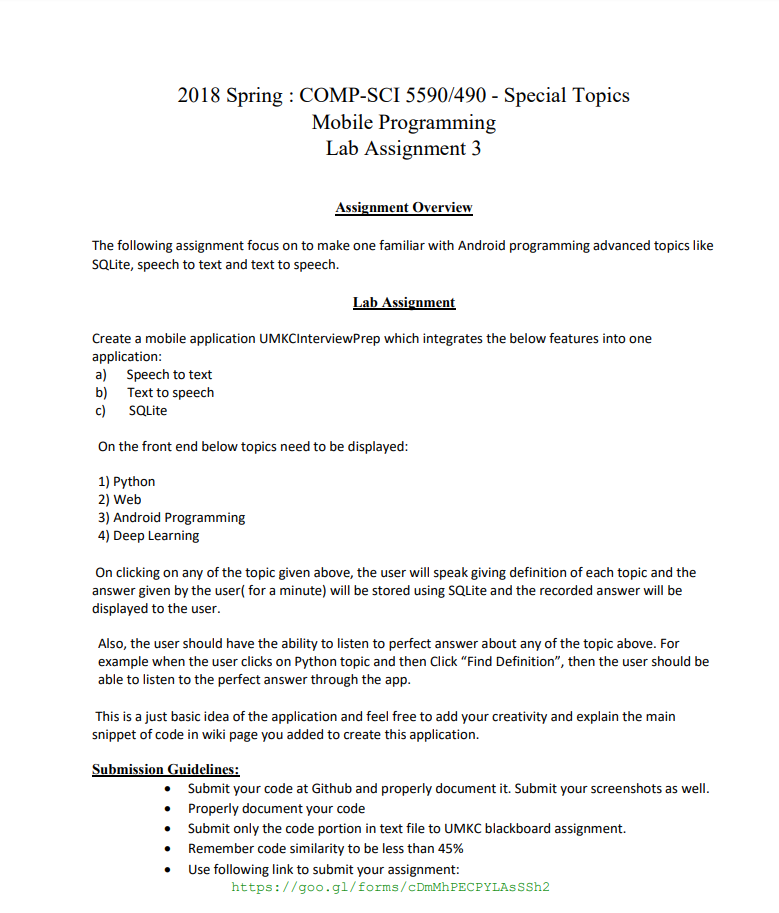 2018 Spring : COMP-SCI 5590/490 - Special Topics
Mobile Programming
Lab Assignment 3
Assignment Overview
The following assignment focus on to make one familiar with Android programming advanced topics like
SQLite, speech to text and text to speech.
Lab Assignment
Create a mobile application UMKCInterviewPrep which integrates the below features into one
application:
a) Speech to text
b) Text to speech
c) SQLite
On the front end below topics need to be displayed:
1) Python
2) Web
3) Android Programming
4) Deep Learning
On clicking on any of the topic given above, the user will speak giving definition of each topic and the
answer given by the user( for a minute) will be stored using SQLite and the recorded answer will be
displayed to the user.
Also, the user should have the ability to listen to perfect answer about any of the topic above. For
example when the user clicks on Python topic and then Click “Find Definition”, then the user should be
able to listen to the perfect answer through the app.
This is a just basic idea of the application and feel free to add your creativity and explain the main
snippet of code in wiki page you added to create this application.
Submission Guidelines:
• Submit your code at Github and properly document it. Submit your screenshots as well.
• Properly document your code
• Submit only the code portion in text file to UMKC blackboard assignment.
• Remember code similarity to be less than 45%
• Use following link to submit your assignment:
https://goo.gl/forms/cDmMhPECPYLAsSSh2